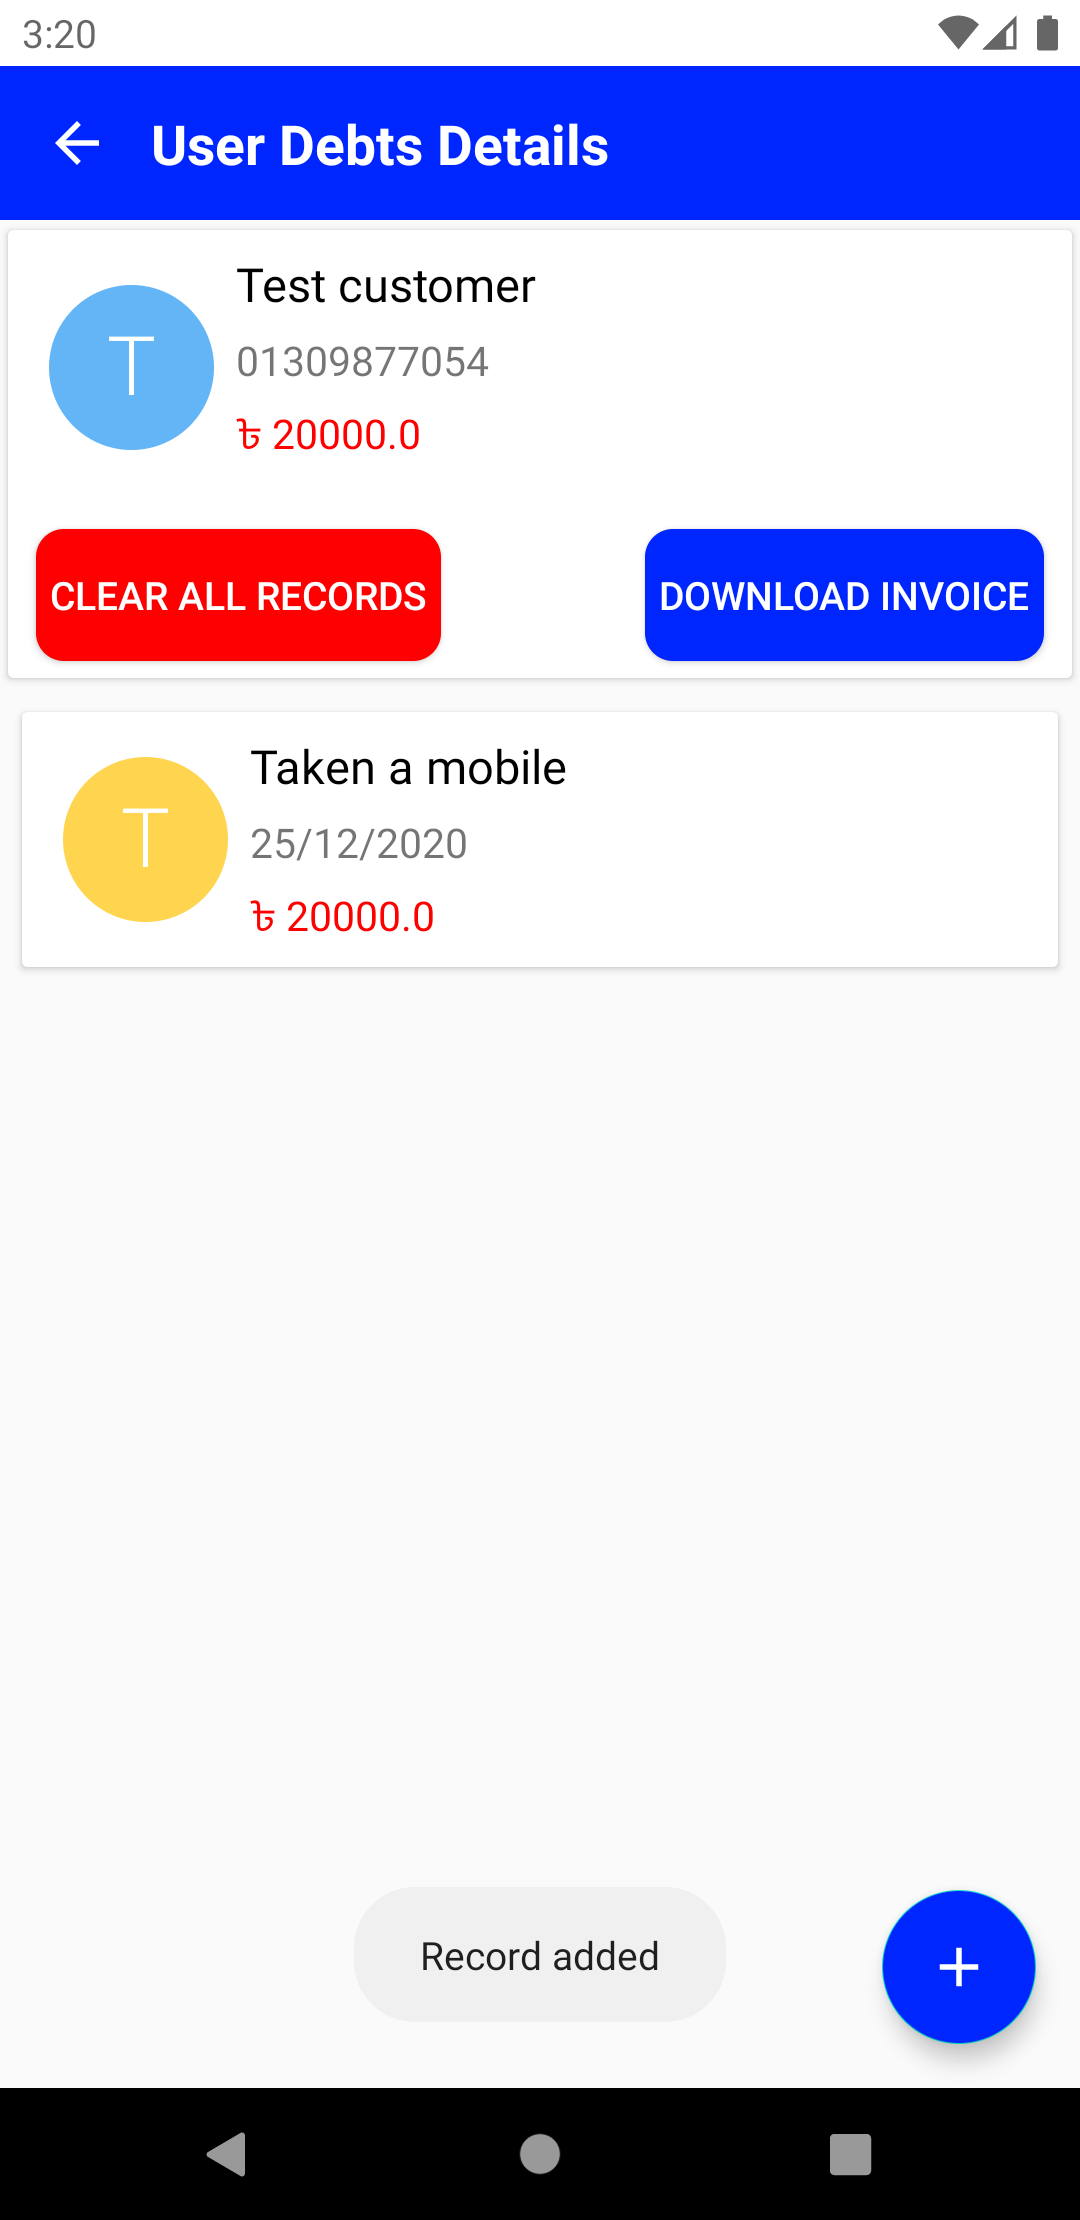 3:20
User Debts Details
T
Test customer
01309877054
৳ 20000.0
CLEAR ALL RECORDS
DOWNLOAD INVOICE
T
Taken a mobile
25/12/2020
৳ 20000.0
Record added